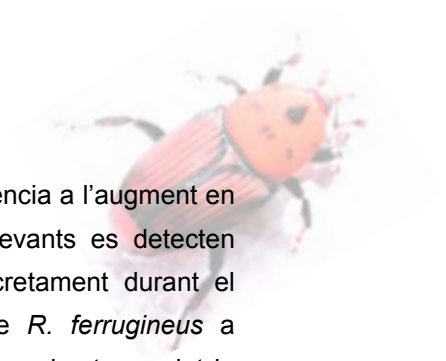 encia a l'augment en
evants es detecten
cretament durant el
e R. ferrugineus a